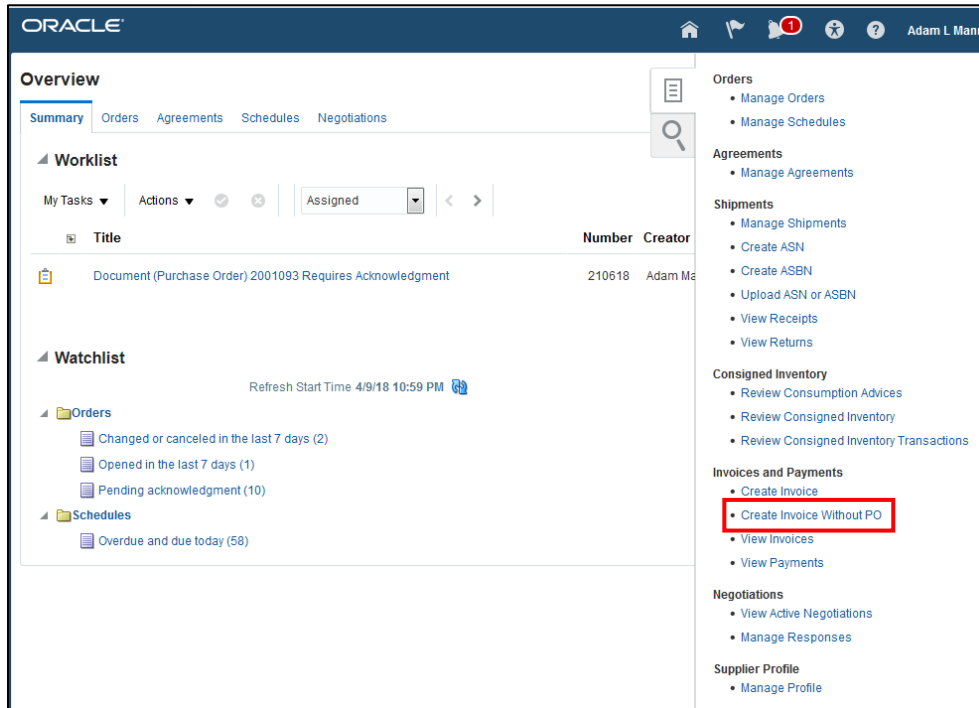 ORACLE
1
Adam L Man
Overview
Summary Orders Agreements Schedules Negotiations
Worklist
My Tasks Actions Assigned
Title Number Creator
Document (Purchase Order) 2001093 Requires Acknowledgment 210618 Adam Ma
Watchlist
Refresh Start Time 4/9/18 10:59 PM
Orders
Changed or canceled in the last 7 days (2)
Opened in the last 7 days (1)
Pending acknowledgment (10)
Schedules
Overdue and due today (58)
Orders
• Manage Orders
• Manage Schedules
Agreements
• Manage Agreements
Shipments
• Manage Shipments
• Create ASN
• Create ASBN
• Upload ASN or ASBN
• View Receipts
• View Returns
Consigned Inventory
• Review Consumption Advices
• Review Consigned Inventory
• Review Consigned Inventory Transactions
Invoices and Payments
• Create Invoice
• Create Invoice Without PO
• View Invoices
• View Payments
Negotiations
• View Active Negotiations
• Manage Responses
Supplier Profile
• Manage Profile